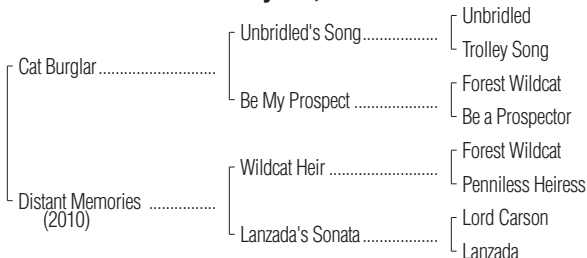 Unbridled
Unbridled's Song..................
Trolley Song
Cat Burglar............................
Forest Wildcat
Be My Prospect .....................
Be a Prospector
Forest Wildcat
Wildcat Heir ...........................
Penniless Heiress
Distant Memories ................
(2010)
Lord Carson
Lanzada's Sonata..................
Lanzada